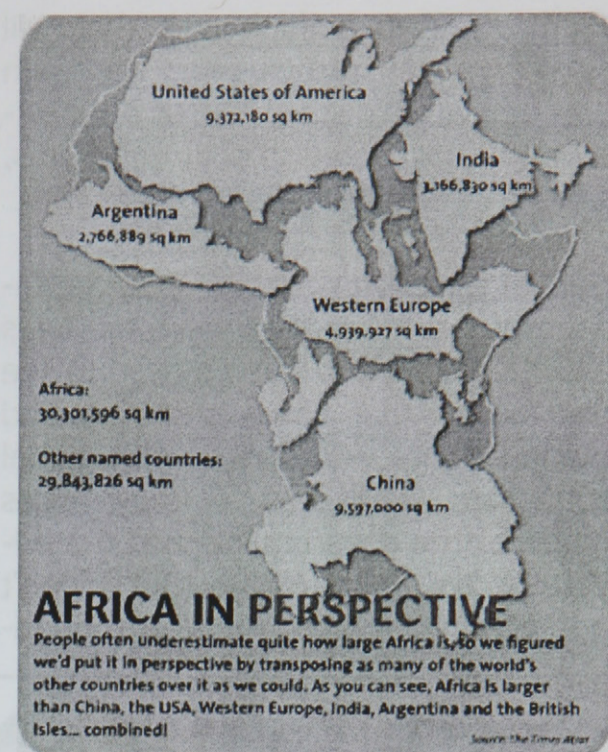 United States of America
9,372,180 sq km
India
3,166,830 sq km
Argentina
2,766,889 sq km
Western Europe
4,939,927 sq km
Africa:
30,301,596 sq km
Other named countries:
29,843,826 sq km
China
9,597,000 sq km
AFRICA IN PERSPECTIVE
People often underestimate quite how large Africa is, so we figured
we'd put it in perspective by transposing as many of the world's
other countries over it as we could. As you can see, Africa is larger
than China, the USA, Western Europe, India, Argentina and the British
Isles... combined!
Source: The Times Atlas